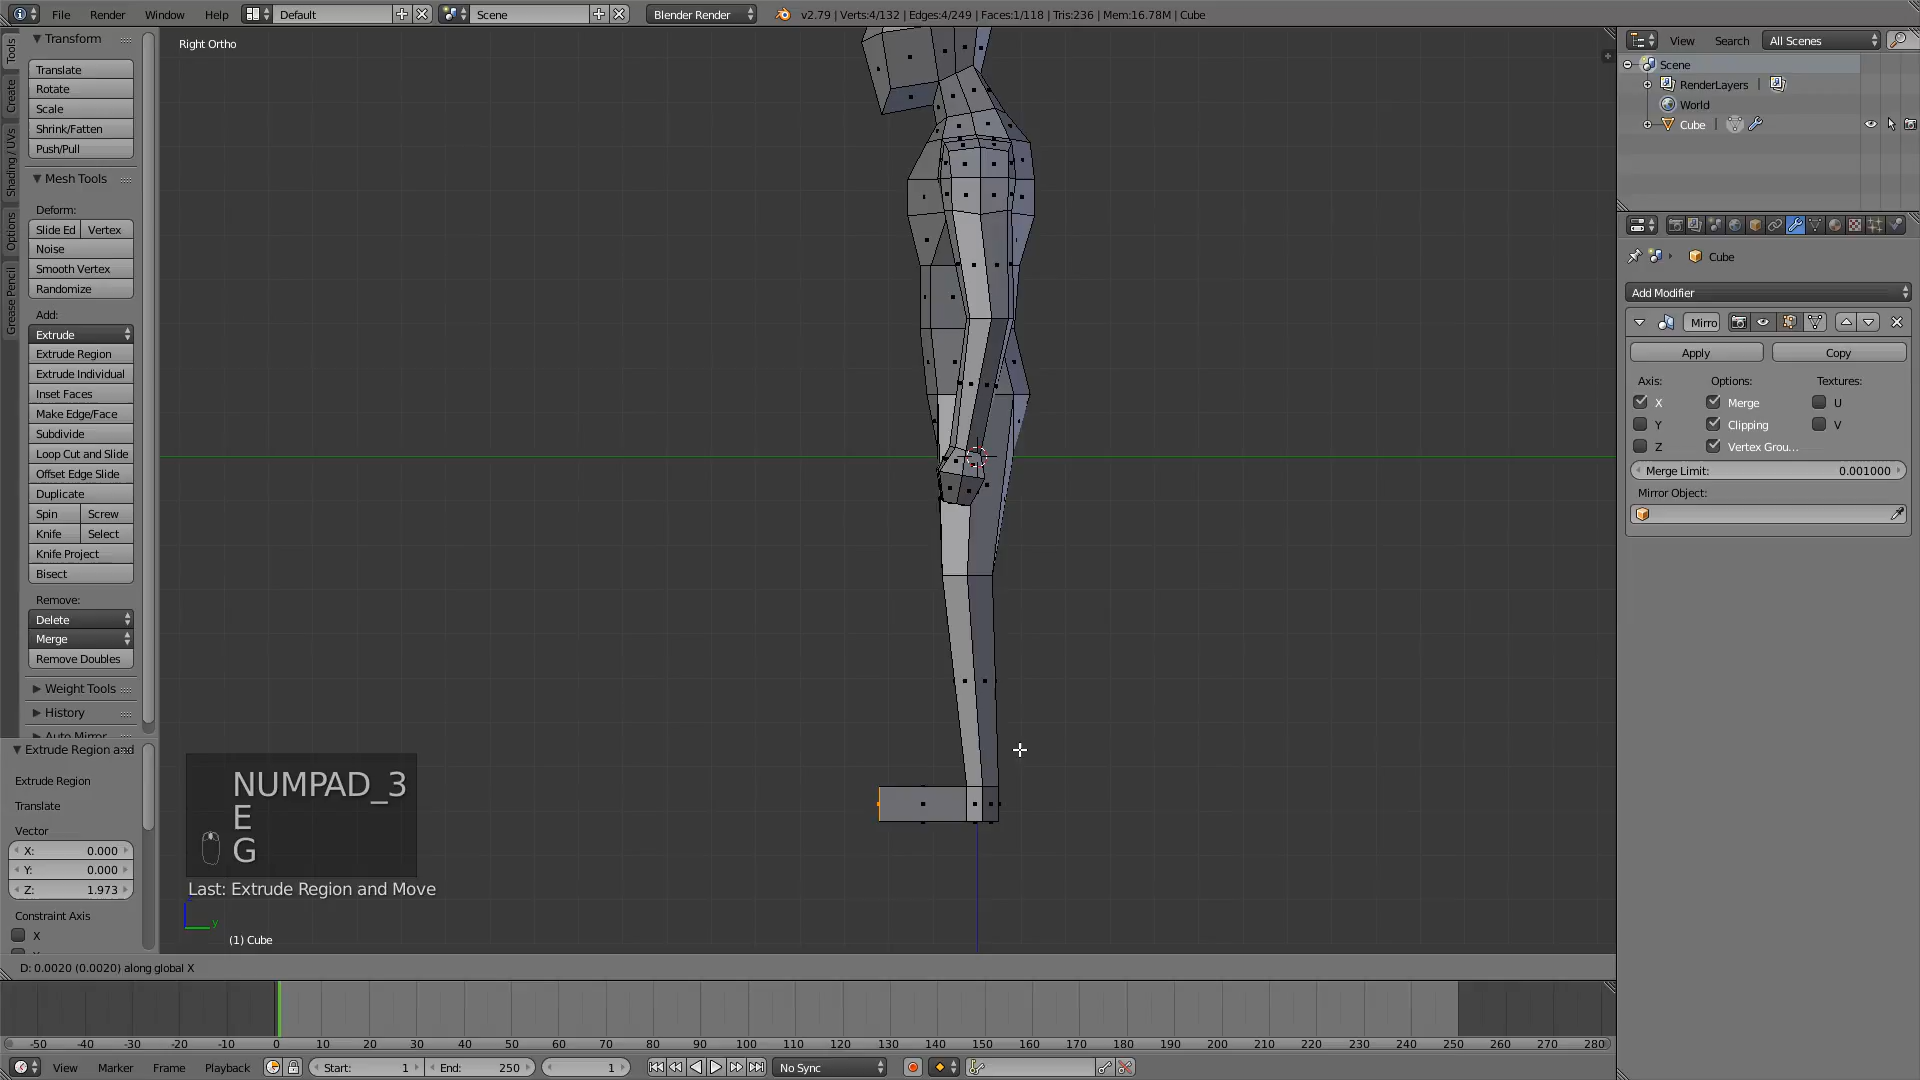 File Render Window Help Default Scene Blender Render v2.79 | Verts:4/132 | Edges:4/249 | Faces:1/118 | Tris:236 | Mem:16.78M | Cube
Tools
Create
Shading / UVs
Options
Grease Pencil
Transform
Translate
Rotate
Scale
Shrink/Fatten
Push/Pull
Mesh Tools
Deform:
Slide Ed Vertex
Noise
Smooth Vertex
Randomize
Add:
Extrude
Extrude Region
Extrude Individual
Inset Faces
Make Edge/Face
Subdivide
Loop Cut and Slide
Offset Edge Slide
Duplicate
Spin Screw
Knife Select
Knife Project
Bisect
Remove:
Delete
Merge
Remove Doubles
Weight Tools
History
Extrude Region and
Extrude Region
Translate
Vector
X: 0.000
Y: 0.000
Z: 1.973
Constraint Axis
X
Right Ortho
NUMPAD_3
E
G
Last: Extrude Region and Move
y
(1) Cube
D: 0.0020 (0.0020) along global X
View Search All Scenes
Scene
RenderLayers
World
Cube
Cube
Add Modifier
Mirro
Apply Copy
Axis: Options: Textures:
X Merge U
Y Clipping V
Z Vertex Grou...
Merge Limit: 0.001000
Mirror Object:
-50 -40 -30 -20 -10 0 10 20 30 40 50 60 70 80 90 100 110 120 130 140 150 160 170 180 190 200 210 220 230 240 250 260 270 280
View Marker Frame Playback Start: 1 End: 250 1 No Sync